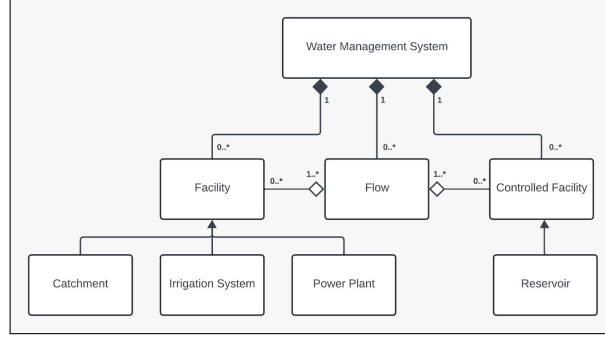 Water Management System
1
1
1
0..*
0..*
0..*
Facility
0..*
1..*
Flow
1..*
0..*
Controlled Facility
Catchment
Irrigation System
Power Plant
Reservoir